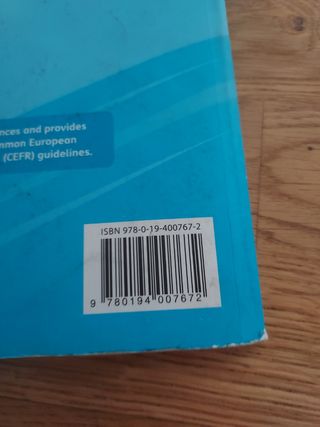 nces and provides
mmon European
(CEFR) guidelines.
ISBN 978-0-19-400767-2
9 780194 007672